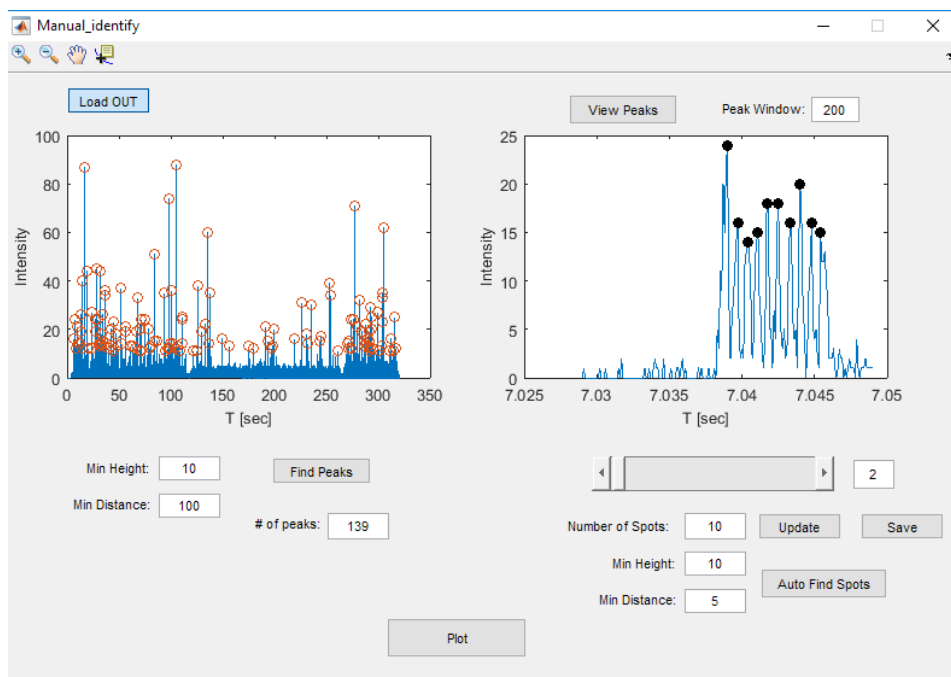 Manual_identify
Load OUT
View Peaks
Peak Window:
200
100
80
60
40
20
0
Intensity
0
50
100
150
200
250
300
350
T [sec]
25
20
15
10
5
0
Intensity
7.025
7.03
7.035
7.04
7.045
7.05
T [sec]
Min Height:
10
Find Peaks
Min Distance:
100
# of peaks:
139
2
Number of Spots:
10
Update
Save
Min Height:
10
Auto Find Spots
Min Distance:
5
Plot